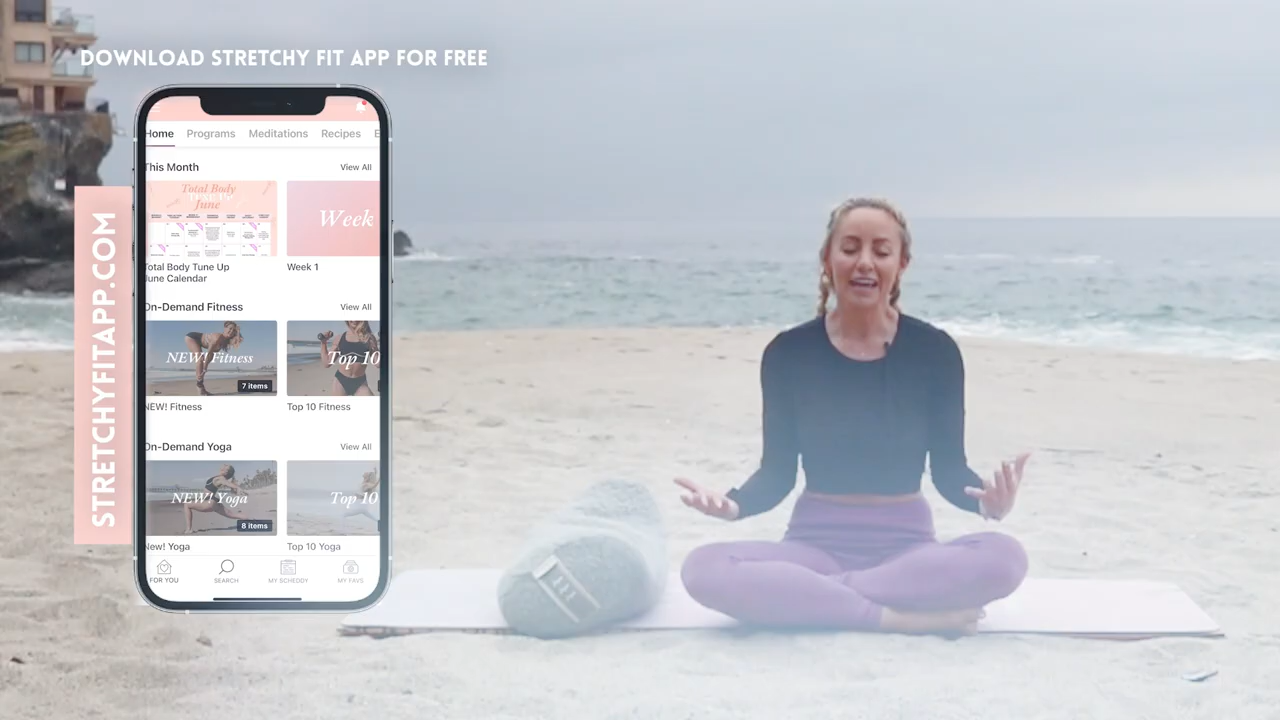 DOWNLOAD STRETCHY FIT APP FOR FREE
STRETCHYFITAPP.COM
Home Programs Meditations Recipes
This Month View All
Total Body
June
Week
Total Body Tune Up
June Calendar
Week 1
On-Demand Fitness View All
NEW! Fitness
7 items
Top 10
NEW! Fitness
Top 10 Fitness
On-Demand Yoga View All
NEW! Yoga
8 items
Top 10
New! Yoga
Top 10 Yoga
FOR YOU SEARCH MY SCHEDDY MY FAVS